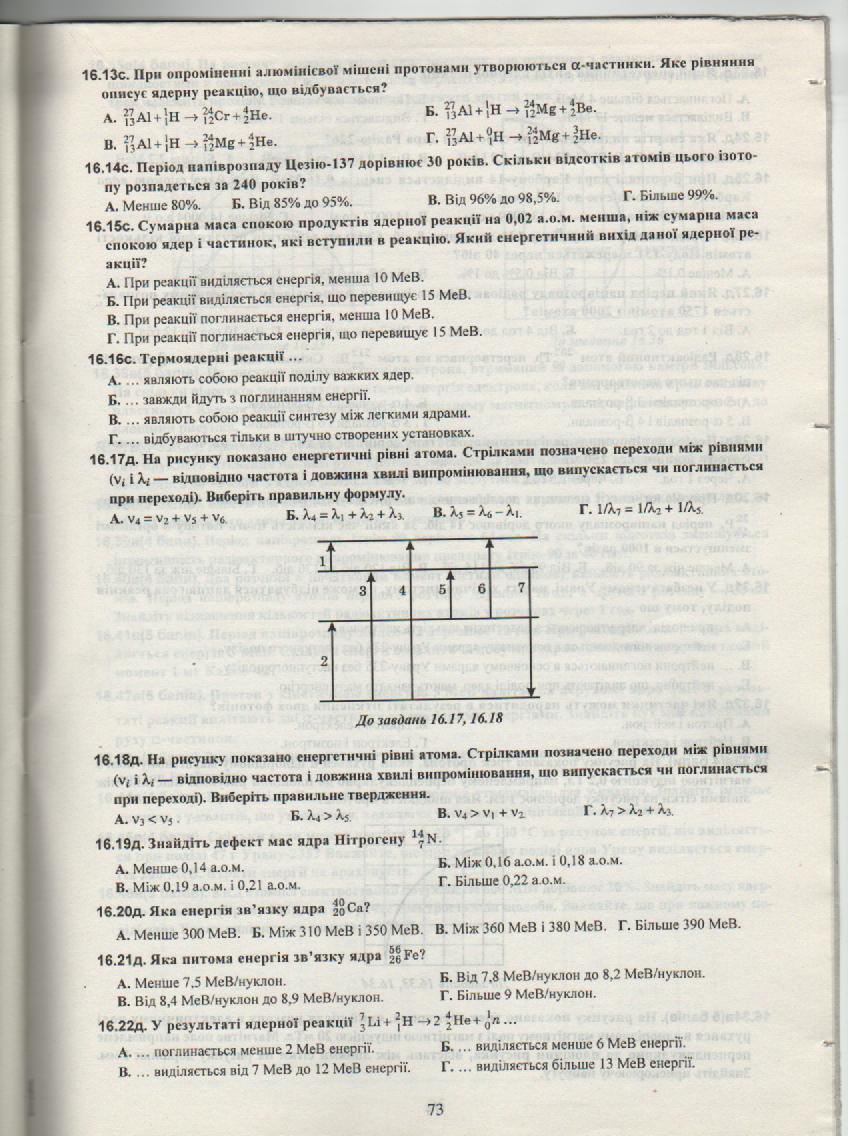 16.13с. При опроміненні алюмінієвої мішені протонами утворюються α-частинки. Яке рівняння
описує ядерну реакцію, що відбувається?
А. ²⁷₁₃Al + ¹₁H → ²⁴₁₂Cr + ⁴₂He. Б. ²⁷₁₃Al + ¹₁H → ²⁴₁₂Mg + ⁴₂Be.
В. ²⁷₁₃Al + ¹₁H → ²⁴₁₂Mg + ⁴₂He. Г. ²⁷₁₃Al + ⁰₁H → ²⁴₁₂Mg + ³₂He.
16.14с. Період напіврозпаду Цезію-137 дорівнює 30 років. Скільки відсотків атомів цього ізото-
пу розпадеться за 240 років?
А. Менше 80%. Б. Від 85% до 95%. В. Від 96% до 98,5%. Г. Більше 99%.
16.15с. Сумарна маса спокою продуктів ядерної реакції на 0,02 а.о.м. менша, ніж сумарна маса
спокою ядер і частинок, які вступили в реакцію. Який енергетичний вихід даної ядерної ре-
акції?
А. При реакції виділяється енергія, менша 10 МеВ.
Б. При реакції виділяється енергія, що перевищує 15 МеВ.
В. При реакції поглинається енергія, менша 10 МеВ.
Г. При реакції поглинається енергія, що перевищує 15 МеВ.
16.16с. Термоядерні реакції ...
А. ... являють собою реакції поділу важких ядер.
Б. ... завжди йдуть з поглинанням енергії.
В. ... являють собою реакції синтезу між легкими ядрами.
Г. ... відбуваються тільки в штучно створених установках.
16.17д. На рисунку показано енергетичні рівні атома. Стрілками позначено переходи між рівнями
(νᵢ і λᵢ — відповідно частота і довжина хвилі випромінювання, що випускається чи поглинається
при переході). Виберіть правильну формулу.
А. ν₄ = ν₂ + ν₅ + ν₆. Б. λ₄ = λ₁ + λ₂ + λ₃. В. λ₅ = λ₆ − λ₁. Г. 1/λ₇ = 1/λ₂ + 1/λ₅.
1 3 4 5 6 7
2
До завдань 16.17, 16.18
16.18д. На рисунку показано енергетичні рівні атома. Стрілками позначено переходи між рівнями
(νᵢ і λᵢ — відповідно частота і довжина хвилі випромінювання, що випускається чи поглинається
при переході). Виберіть правильне твердження.
А. ν₃ < ν₅ . Б. λ₄ > λ₅. В. ν₄ > ν₁ + ν₂. Г. λ₇ > λ₂ + λ₃.
16.19д. Знайдіть дефект мас ядра Нітрогену ¹⁴₇N.
А. Менше 0,14 а.о.м. Б. Між 0,16 а.о.м. і 0,18 а.о.м.
В. Між 0,19 а.о.м. і 0,21 а.о.м. Г. Більше 0,22 а.о.м.
16.20д. Яка енергія зв’язку ядра ⁴⁰₂₀Ca?
А. Менше 300 МеВ. Б. Між 310 МеВ і 350 МеВ. В. Між 360 МеВ і 380 МеВ. Г. Більше 390 МеВ.
16.21д. Яка питома енергія зв’язку ядра ⁵⁶₂₆Fe?
А. Менше 7,5 МеВ/нуклон. Б. Від 7,8 МеВ/нуклон до 8,2 МеВ/нуклон.
В. Від 8,4 МеВ/нуклон до 8,9 МеВ/нуклон. Г. Більше 9 МеВ/нуклон.
16.22д. У результаті ядерної реакції ⁷₃Li + ²₁H → 2 ⁴₂He + ¹₀n ...
А. ... поглинається менше 2 МеВ енергії. Б. ... виділяється менше 6 МеВ енергії.
В. ... виділяється від 7 МеВ до 12 МеВ енергії. Г. ... виділяється більше 13 МеВ енергії.
73